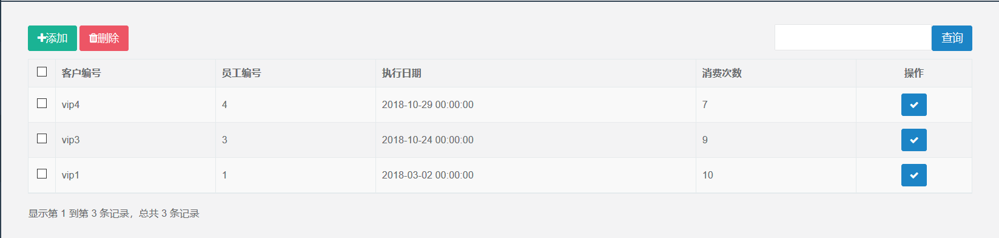 添加 删除 查询
客户编号 员工编号 执行日期 消费次数 操作
vip4 4 2018-10-29 00:00:00 7
vip3 3 2018-10-24 00:00:00 9
vip1 1 2018-03-02 00:00:00 10
显示第 1 到第 3 条记录，总共 3 条记录